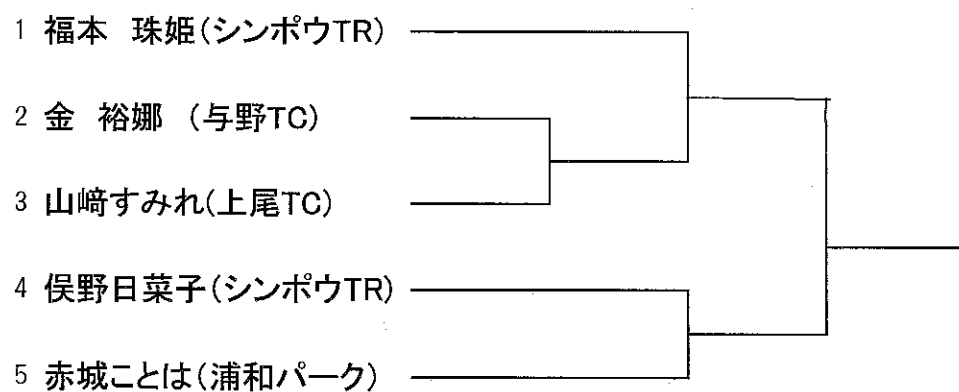 1 福本 珠姫(シンポウTR)
2 金 裕娜 (与野TC)
3 山﨑すみれ(上尾TC)
4 俣野日菜子(シンポウTR)
5 赤城ことは(浦和パーク)